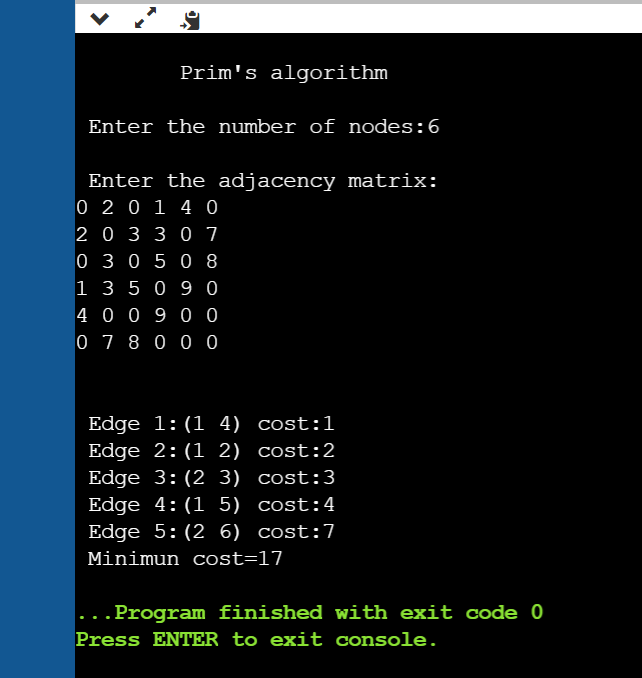 Prim's algorithm
Enter the number of nodes:6
Enter the adjacency matrix:
0 2 0 1 4 0
2 0 3 3 0 7
0 3 0 5 0 8
1 3 5 0 9 0
4 0 0 9 0 0
0 7 8 0 0 0
Edge 1:(1 4) cost:1
Edge 2:(1 2) cost:2
Edge 3:(2 3) cost:3
Edge 4:(1 5) cost:4
Edge 5:(2 6) cost:7
Minimun cost=17
...Program finished with exit code 0
Press ENTER to exit console.